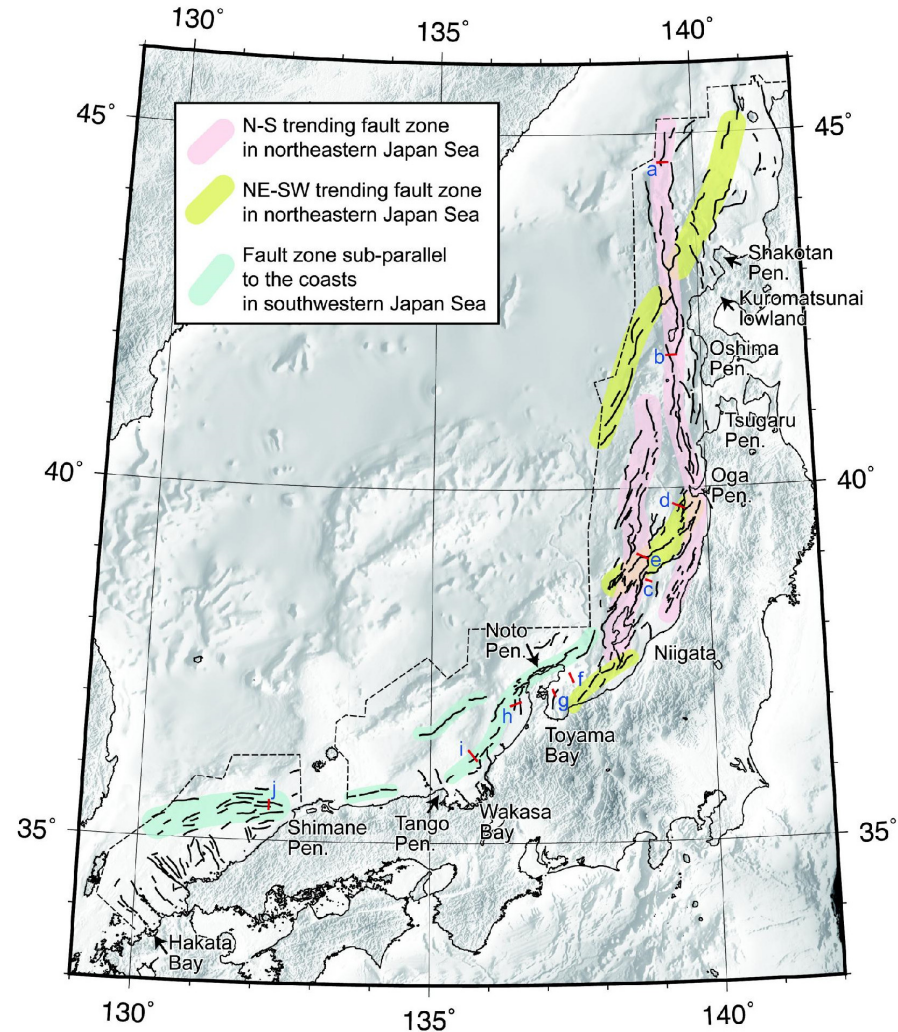 130°
135°
140°
45°
45°
N-S trending fault zone
in northeastern Japan Sea
NE-SW trending fault zone
in northeastern Japan Sea
Fault zone sub-parallel
to the coasts
in southwestern Japan Sea
a
Shakotan
Pen.
Kuromatsunai
lowland
b
Oshima
Pen.
Tsugaru
Pen.
40°
40°
Oga
Pen.
d
e
c
Noto
Pen.
Niigata
f
g
h
Toyama
Bay
i
j
Shimane
Pen.
Tango
Pen.
Wakasa
Bay
35°
35°
Hakata
Bay
130°
135°
140°